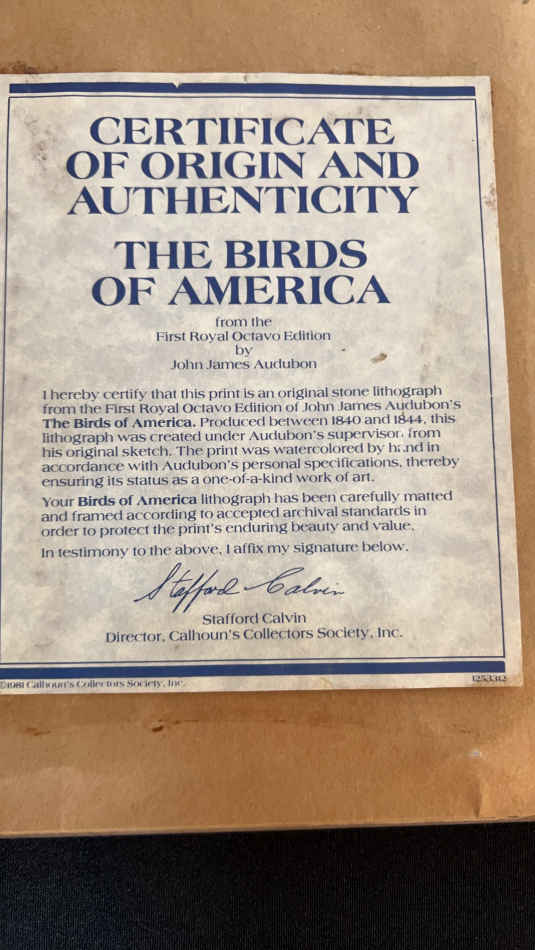 CERTIFICATE
OF ORIGIN AND
AUTHENTICITY
THE BIRDS
OF AMERICA
from the
First Royal Octavo Edition
by
John James Audubon
I hereby certify that this print is an original stone lithograph
from the First Royal Octavo Edition of John James Audubon's
The Birds of America. Produced between 1840 and 1844, this
lithograph was created under Audubon's supervision from
his original sketch. The print was watercolored by hand in
accordance with Audubon's personal specifications, thereby
ensuring its status as a one-of-a-kind work of art.
Your Birds of America lithograph has been carefully matted
and framed according to accepted archival standards in
order to protect the print's enduring beauty and value.
In testimony to the above, I affix my signature below.
Stafford Calvin
Stafford Calvin
Director, Calhoun's Collectors Society, Inc.
©1981 Calhoun's Collectors Society, Inc. 1253312